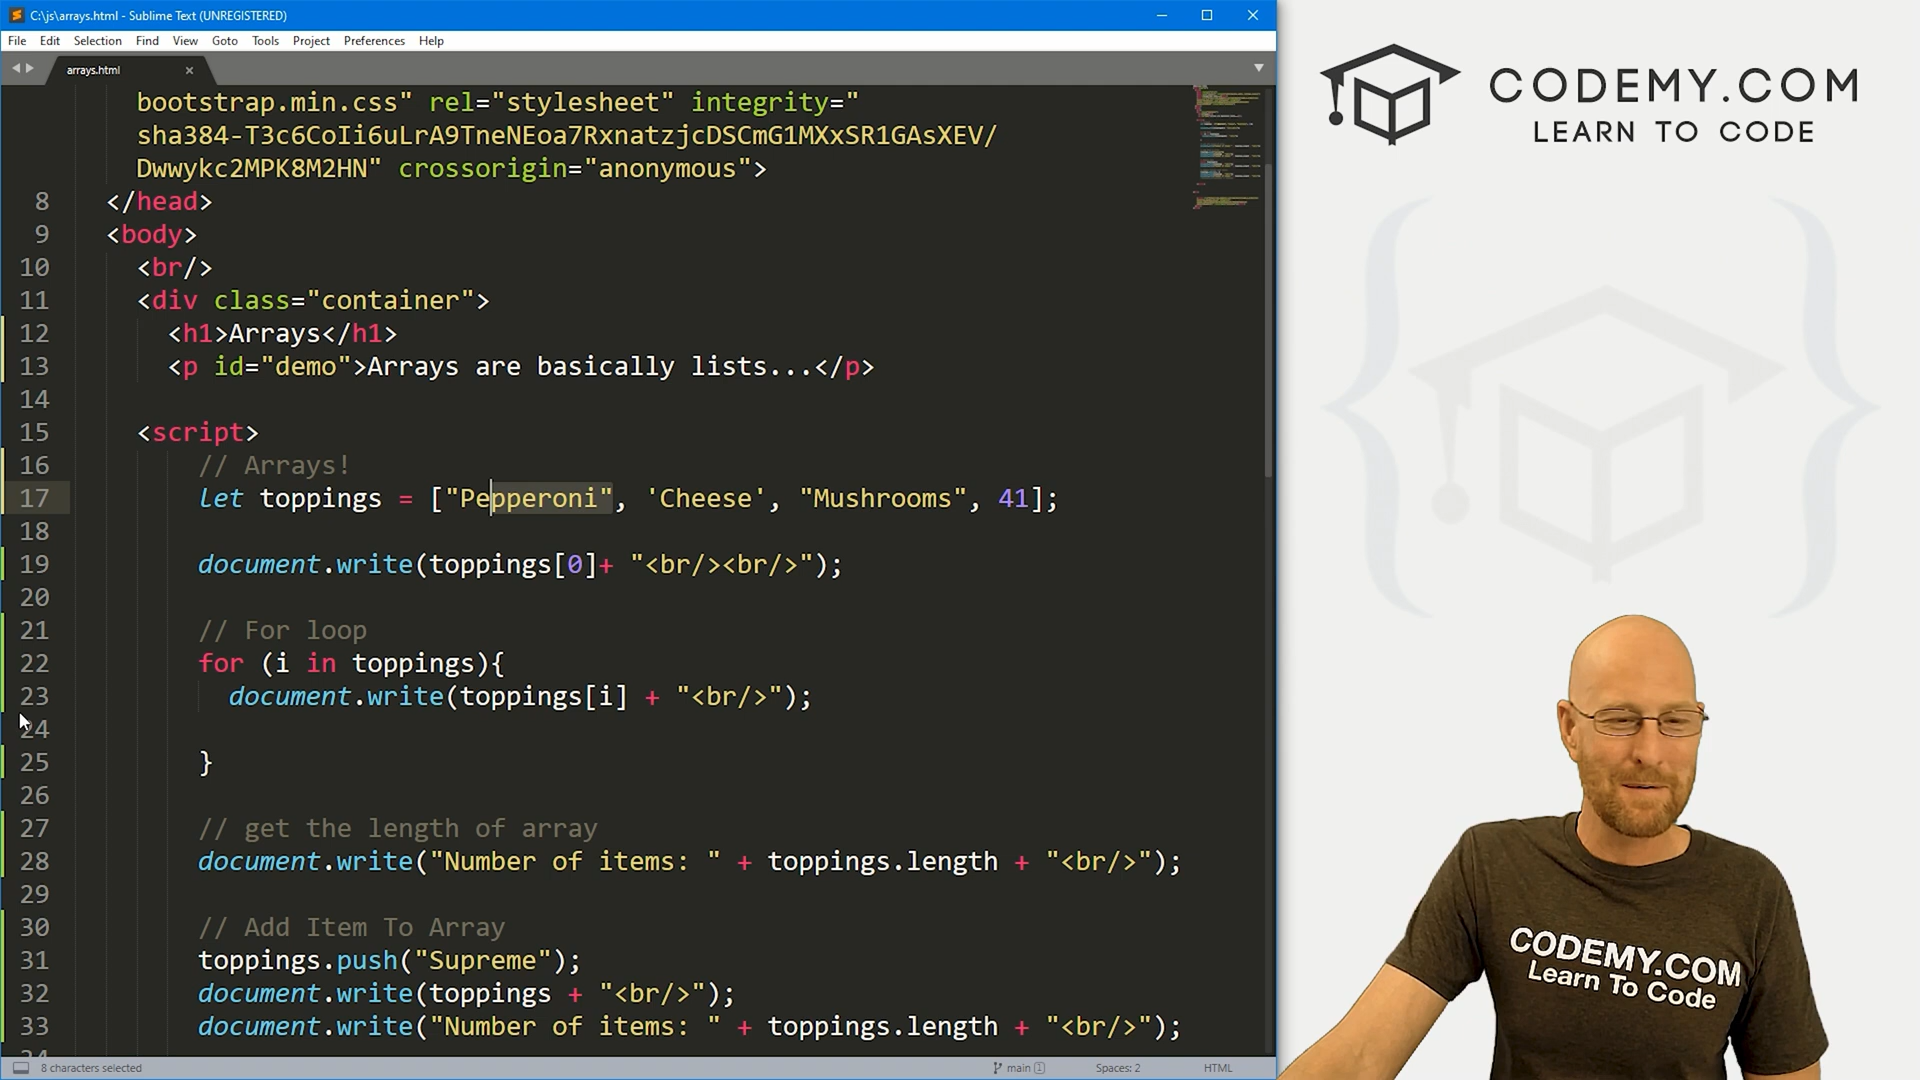 C:\js\arrays.html - Sublime Text (UNREGISTERED)
File Edit Selection Find View Goto Tools Project Preferences Help
arrays.html
bootstrap.min.css" rel="stylesheet" integrity="
sha384-T3c6CoIi6uLrA9TneNEoa7RxnatzjcDSCmG1MXxSR1GAsXEV/
Dwwykc2MPK8M2HN" crossorigin="anonymous">
8 </head>
9 <body>
10 <br/>
11 <div class="container">
12 <h1>Arrays</h1>
13 <p id="demo">Arrays are basically lists...</p>
14
15 <script>
16 // Arrays!
17 let toppings = ["Pepperoni", 'Cheese', "Mushrooms", 41];
18
19 document.write(toppings[0]+ "<br/><br/>");
20
21 // For loop
22 for (i in toppings){
23 document.write(toppings[i] + "<br/>");
24
25 }
26
27 // get the length of array
28 document.write("Number of items: " + toppings.length + "<br/>");
29
30 // Add Item To Array
31 toppings.push("Supreme");
32 document.write(toppings + "<br/>");
33 document.write("Number of items: " + toppings.length + "<br/>");
8 characters selected
main 1
Spaces: 2
HTML
CODEMY.COM
LEARN TO CODE
CODEMY.COM
Learn To Code